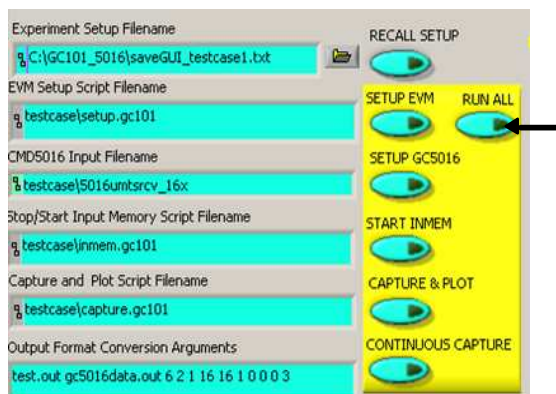 Experiment Setup Filename
RECALL SETUP
C:\GC101_5016\saveGUI_testcase1.txt
EVM Setup Script Filename
SETUP EVM RUN ALL
testcase\setup.gc101
CMD5016 Input Filename
SETUP GC5016
testcase\5016umtsrcv_16x
Stop/Start Input Memory Script Filename
START INMEM
testcase\inmem.gc101
Capture and Plot Script Filename
CAPTURE & PLOT
testcase\capture.gc101
Output Format Conversion Arguments
CONTINUOUS CAPTURE
test.out gc5016data.out 6 2 1 16 16 1 0 0 0 3